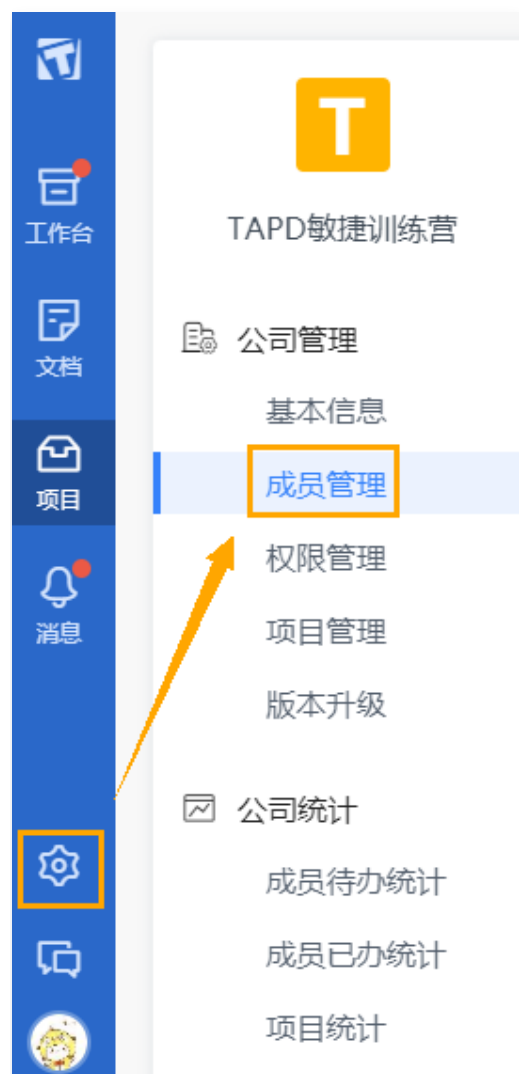 T
TAPD敏捷训练营
工作台
文档
项目
消息
公司管理
基本信息
成员管理
权限管理
项目管理
版本升级
公司统计
成员待办统计
成员已办统计
项目统计